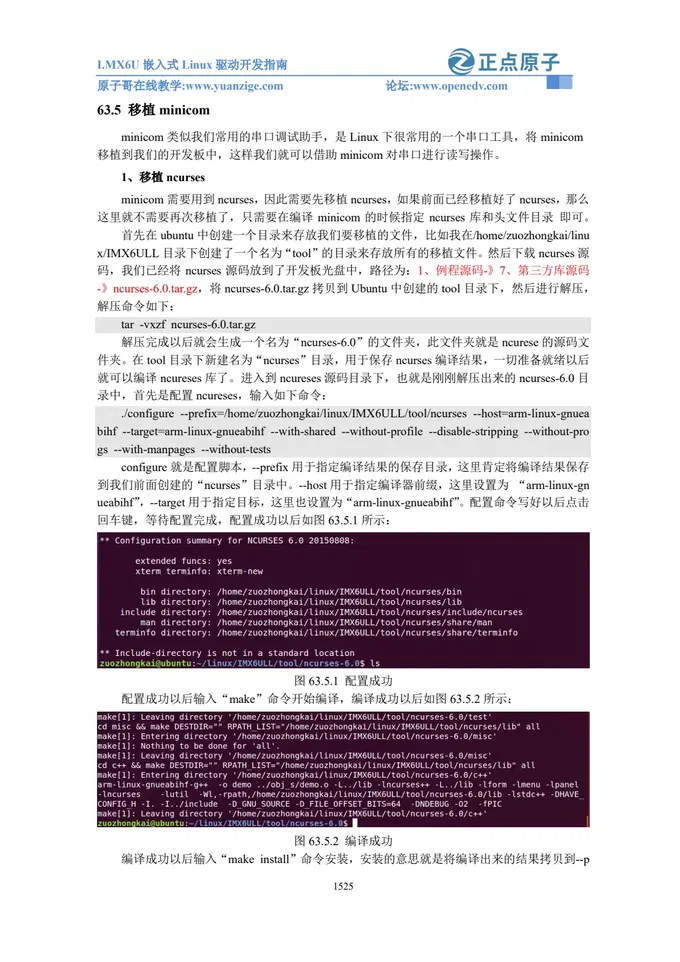 I.MX6U 嵌入式 Linux 驱动开发指南
正点原子
原子哥在线教学:www.yuanzige.com 论坛:www.openedv.com
63.5 移植 minicom
minicom 类似我们常用的串口调试助手，是 Linux 下很常用的一个串口工具，将 minicom
移植到我们的开发板中，这样我们就可以借助 minicom 对串口进行读写操作。
1、移植 ncurses
minicom 需要用到 ncurses，因此需要先移植 ncurses，如果前面已经移植好了 ncurses，那么
这里就不需要再次移植了，只需要在编译 minicom 的时候指定 ncurses 库和头文件目录 即可。
首先在 ubuntu 中创建一个目录来存放我们要移植的文件，比如我在/home/zuozhongkai/linu
x/IMX6ULL 目录下创建了一个名为“tool”的目录来存放所有的移植文件。然后下载 ncurses 源
码，我们已经将 ncurses 源码放到了开发板光盘中，路径为：1、例程源码-》7、第三方库源码
-》ncurses-6.0.tar.gz，将 ncurses-6.0.tar.gz 拷贝到 Ubuntu 中创建的 tool 目录下，然后进行解压，
解压命令如下：
tar -vxzf ncurses-6.0.tar.gz
解压完成以后就会生成一个名为“ncurses-6.0”的文件夹，此文件夹就是 ncurese 的源码文
件夹。在 tool 目录下新建名为“ncurses”目录，用于保存 ncurses 编译结果，一切准备就绪以后
就可以编译 ncureses 库了。进入到 ncureses 源码目录下，也就是刚刚解压出来的 ncurses-6.0 目
录中，首先是配置 ncureses，输入如下命令：
./configure --prefix=/home/zuozhongkai/linux/IMX6ULL/tool/ncurses --host=arm-linux-gnuea
bihf --target=arm-linux-gnueabihf --with-shared --without-profile --disable-stripping --without-pro
gs --with-manpages --without-tests
configure 就是配置脚本，--prefix 用于指定编译结果的保存目录，这里肯定将编译结果保存
到我们前面创建的“ncurses”目录中。--host 用于指定编译器前缀，这里设置为 “arm-linux-gn
ueabihf”，--target 用于指定目标，这里也设置为“arm-linux-gnueabihf”。配置命令写好以后点击
回车键，等待配置完成，配置成功以后如图 63.5.1 所示：
** Configuration summary for NCURSES 6.0 20150808:
extended funcs: yes
xterm terminfo: xterm-new
bin directory: /home/zuozhongkai/linux/IMX6ULL/tool/ncurses/bin
lib directory: /home/zuozhongkai/linux/IMX6ULL/tool/ncurses/lib
include directory: /home/zuozhongkai/linux/IMX6ULL/tool/ncurses/include/ncurses
man directory: /home/zuozhongkai/linux/IMX6ULL/tool/ncurses/share/man
terminfo directory: /home/zuozhongkai/linux/IMX6ULL/tool/ncurses/share/terminfo
** Include-directory is not in a standard location
zuozhongkai@ubuntu:~/linux/IMX6ULL/tool/ncurses-6.0$ ls
图 63.5.1 配置成功
配置成功以后输入“make”命令开始编译，编译成功以后如图 63.5.2 所示：
make[1]: Leaving directory '/home/zuozhongkai/linux/IMX6ULL/tool/ncurses-6.0/test'
cd misc && make DESTDIR="" RPATH_LIST="/home/zuozhongkai/linux/IMX6ULL/tool/ncurses/lib" all
make[1]: Entering directory '/home/zuozhongkai/linux/IMX6ULL/tool/ncurses-6.0/misc'
make[1]: Nothing to be done for 'all'.
make[1]: Leaving directory '/home/zuozhongkai/linux/IMX6ULL/tool/ncurses-6.0/misc'
cd c++ && make DESTDIR="" RPATH_LIST="/home/zuozhongkai/linux/IMX6ULL/tool/ncurses/lib" all
make[1]: Entering directory '/home/zuozhongkai/linux/IMX6ULL/tool/ncurses-6.0/c++'
arm-linux-gnueabihf-g++ -o demo ../obj_s/demo.o -L../lib -lncurses++ -L../lib -lform -lmenu -lpanel
-lncurses -lutil -Wl,-rpath,/home/zuozhongkai/linux/IMX6ULL/tool/ncurses-6.0/lib -lstdc++ -DHAVE_
CONFIG_H -I. -I../include -D_GNU_SOURCE -D_FILE_OFFSET_BITS=64 -DNDEBUG -O2 -fPIC
make[1]: Leaving directory '/home/zuozhongkai/linux/IMX6ULL/tool/ncurses-6.0/c++'
zuozhongkai@ubuntu:~/linux/IMX6ULL/tool/ncurses-6.0$
图 63.5.2 编译成功
编译成功以后输入“make install”命令安装，安装的意思就是将编译出来的结果拷贝到--p
1525